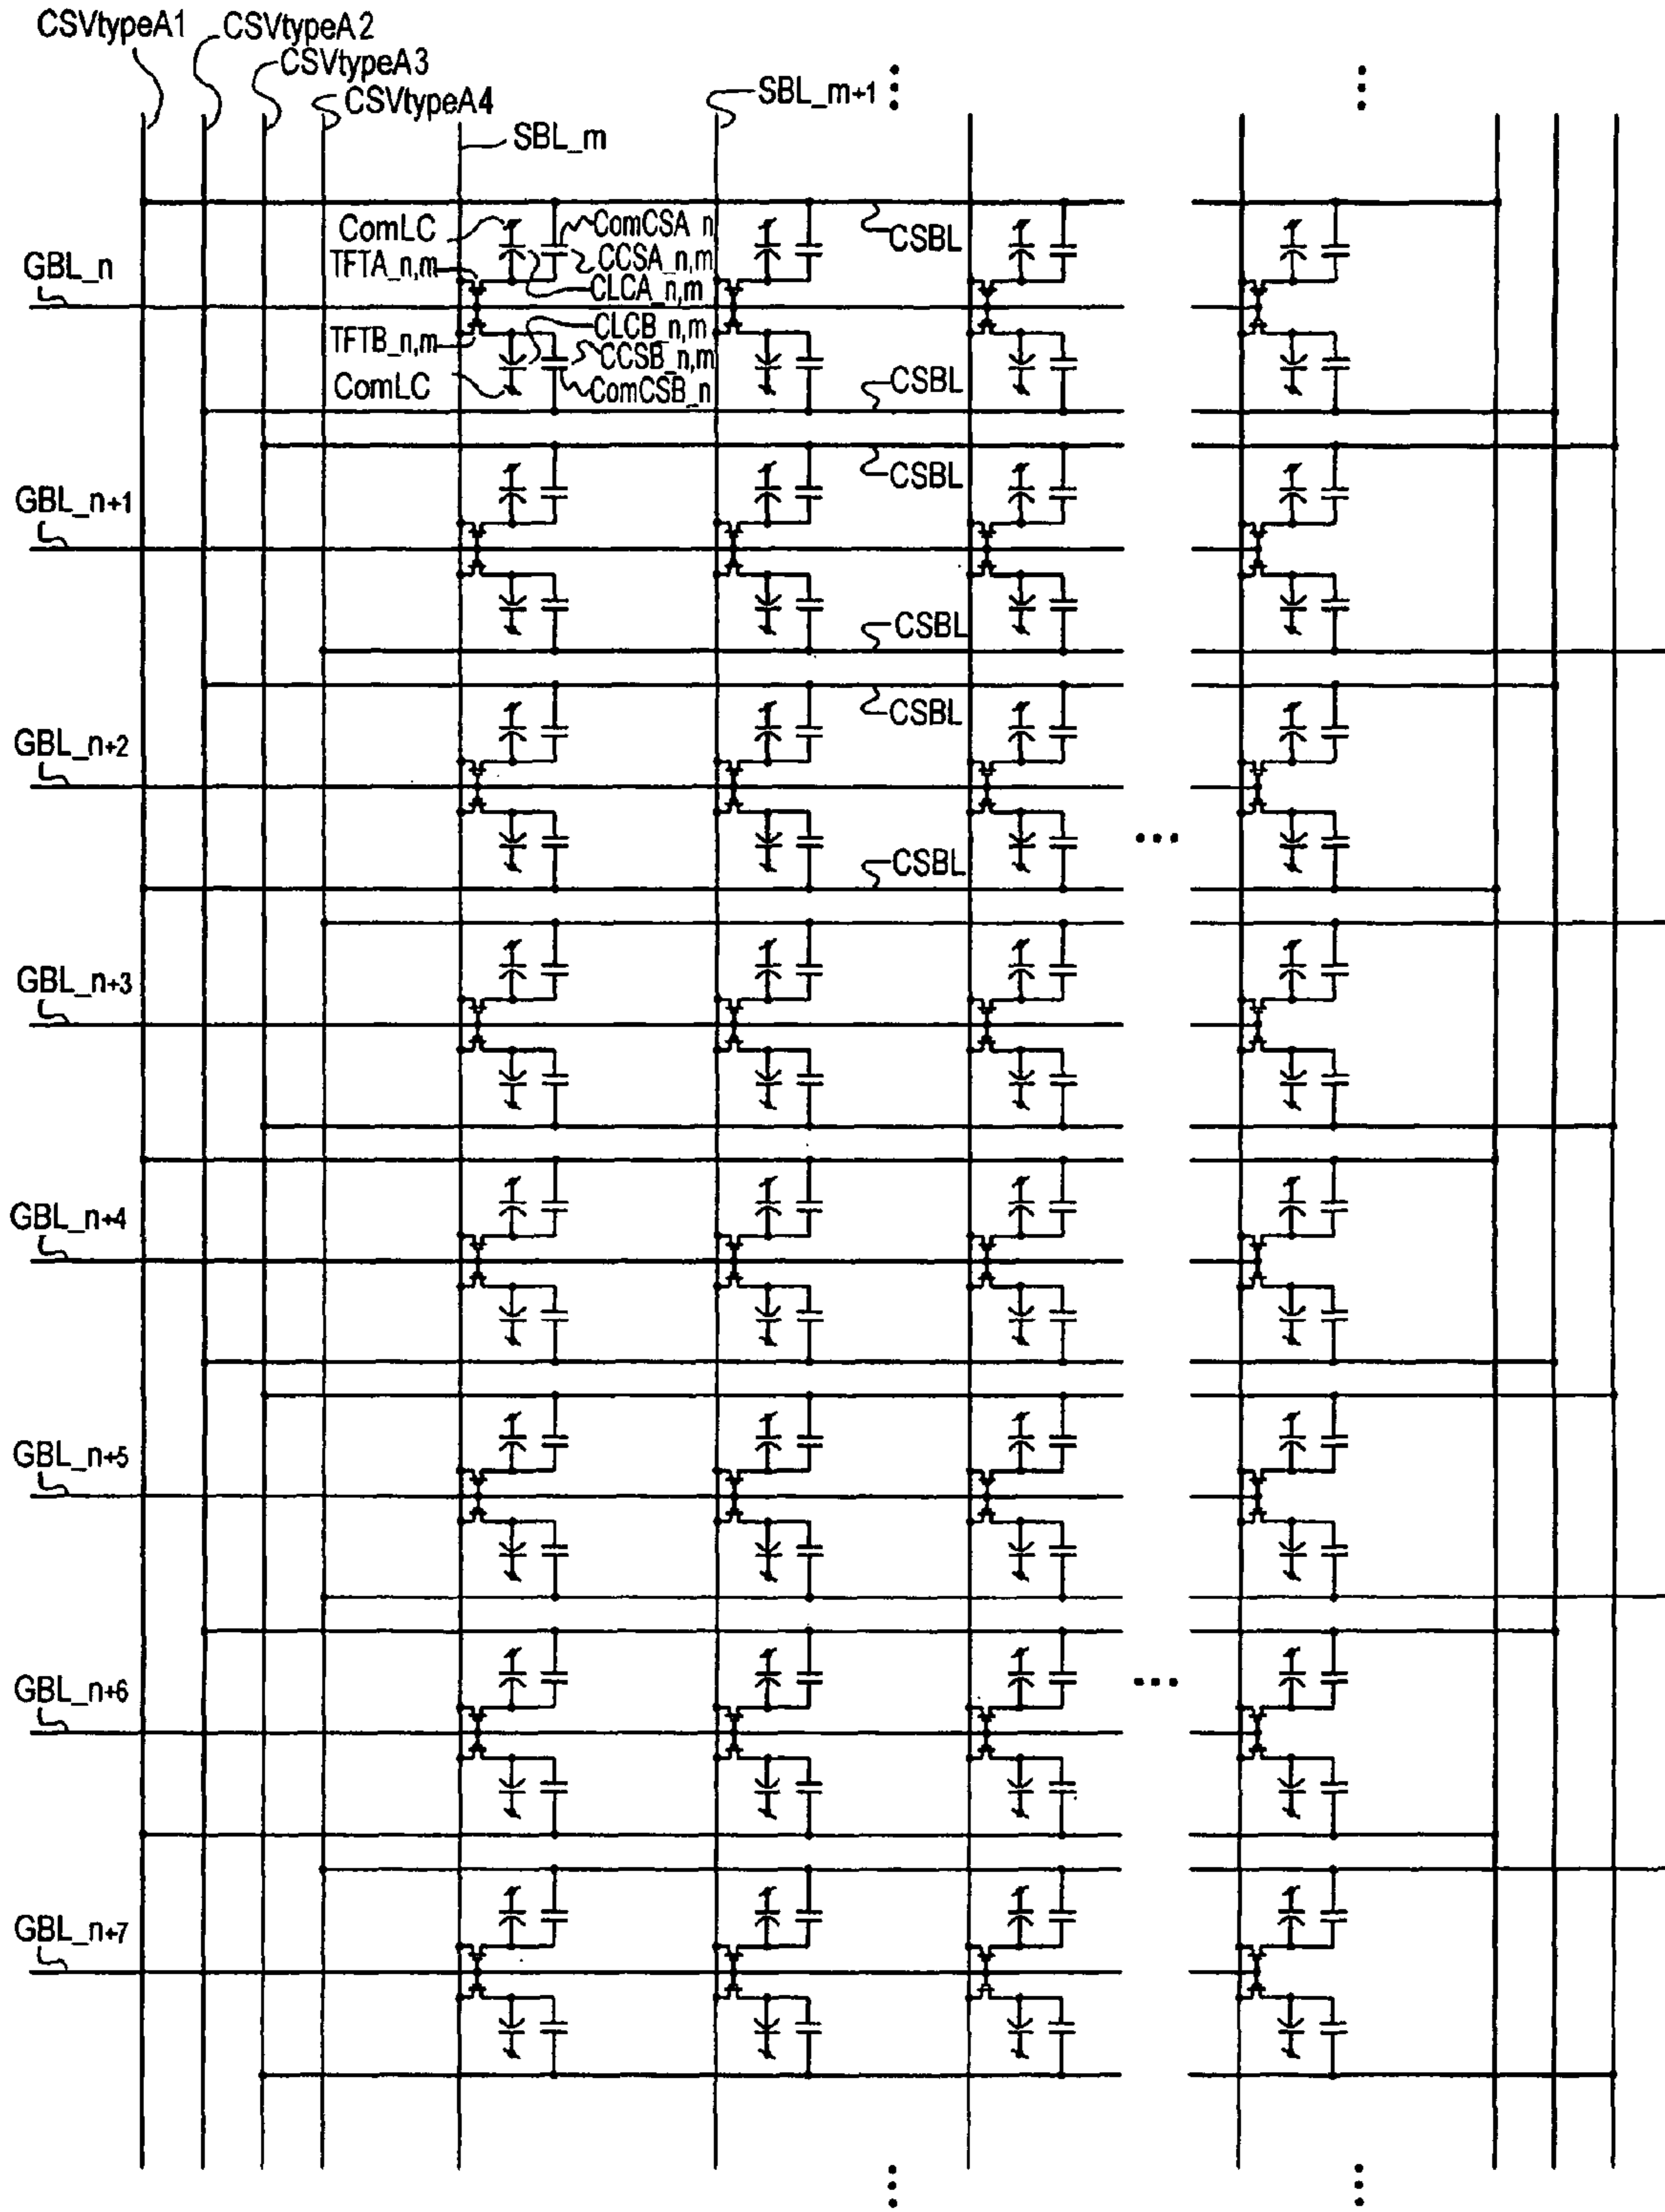 CSVtypeA1
CSVtypeA2
CSVtypeA3
CSVtypeA4
SBL_m
SBL_m+1
ComLC
ComCSA_n
CSBL
GBL_n
TFTA_n,m
CCSA_n,m
CLCA_n,m
CLCB_n,m
TFTB_n,m
CCSB_n,m
ComLC
ComCSB_n
CSBL
CSBL
GBL_n+1
CSBL
CSBL
GBL_n+2
CSBL
GBL_n+3
GBL_n+4
GBL_n+5
GBL_n+6
GBL_n+7